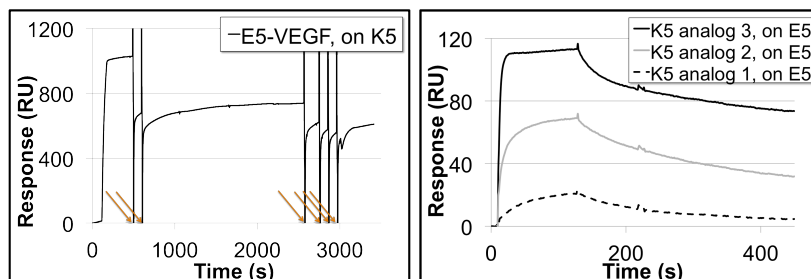 1200
800
400
0
Response (RU)
E5-VEGF, on K5
0
1000
2000
3000
Time (s)
120
80
40
0
Response (RU)
K5 analog 3, on E5
K5 analog 2, on E5
K5 analog 1, on E5
0
200
400
Time (s)